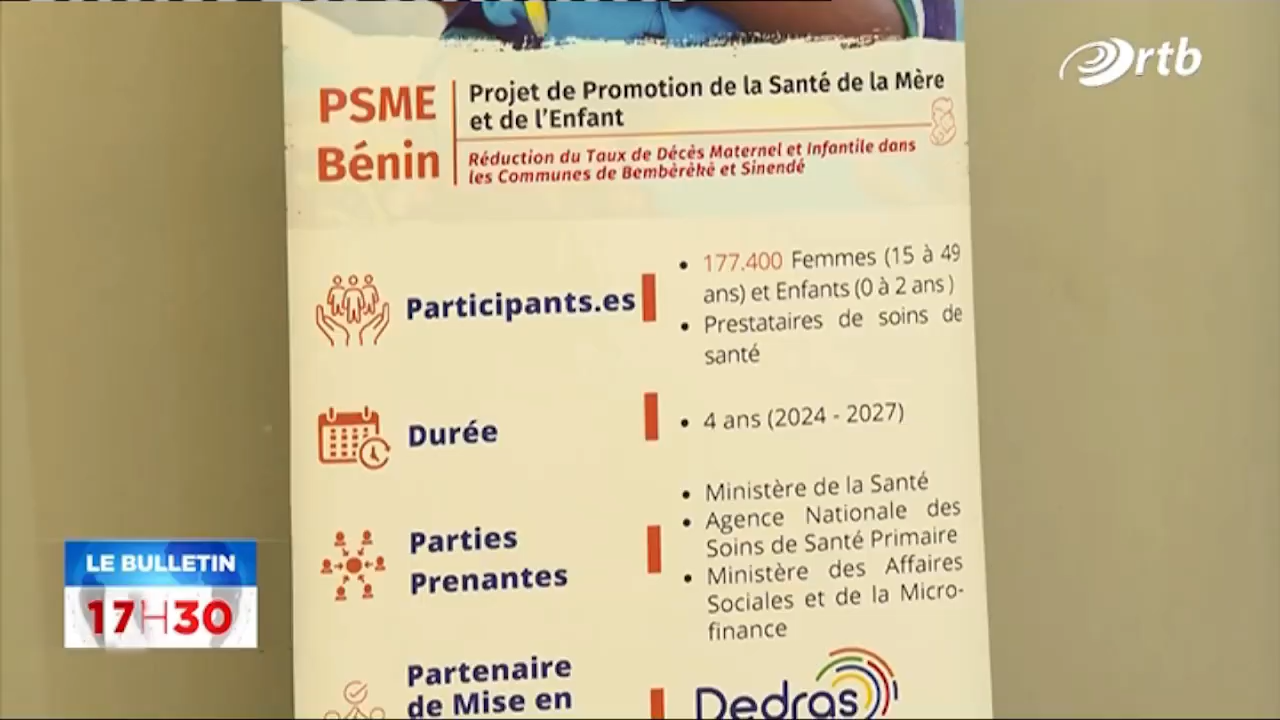 rtb
PSME
Bénin
Projet de Promotion de la Santé de la Mère
et de l'Enfant
Réduction du Taux de Décès Maternel et Infantile dans
les Communes de Bembèrèkè et Sinendé
Participants.es
• 177.400 Femmes (15 à 49
ans) et Enfants (0 à 2 ans )
• Prestataires de soins de
santé
Durée
• 4 ans (2024 - 2027)
Parties
Prenantes
• Ministère de la Santé
• Agence Nationale des
Soins de Santé Primaire
• Ministère des Affaires
Sociales et de la Micro-
finance
Partenaire
de Mise en
Dedras
LE BULLETIN
17H30